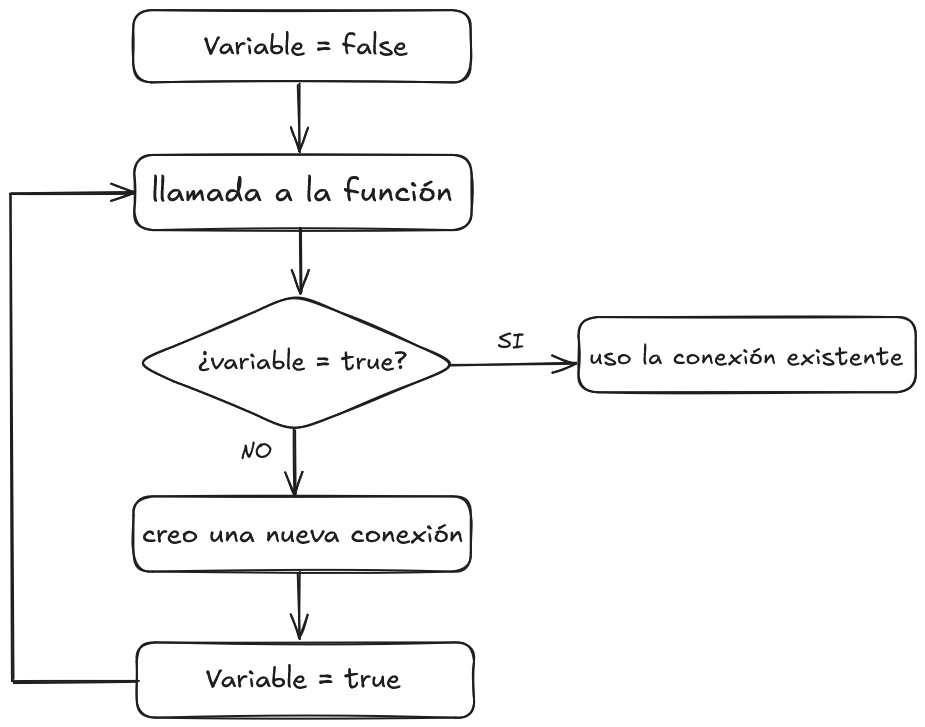 Variable = false
llamada a la función
¿variable = true?
SI
uso la conexión existente
NO
creo una nueva conexión
Variable = true